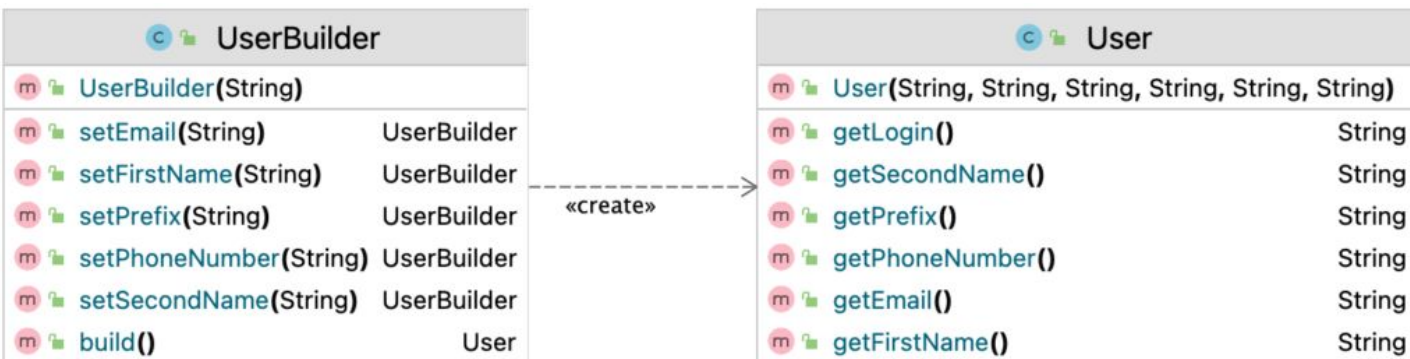 UserBuilder
UserBuilder(String)
setEmail(String) UserBuilder
setFirstName(String) UserBuilder
setPrefix(String) UserBuilder
setPhoneNumber(String) UserBuilder
setSecondName(String) UserBuilder
build() User
«create»
User
User(String, String, String, String, String, String)
getLogin() String
getSecondName() String
getPrefix() String
getPhoneNumber() String
getEmail() String
getFirstName() String